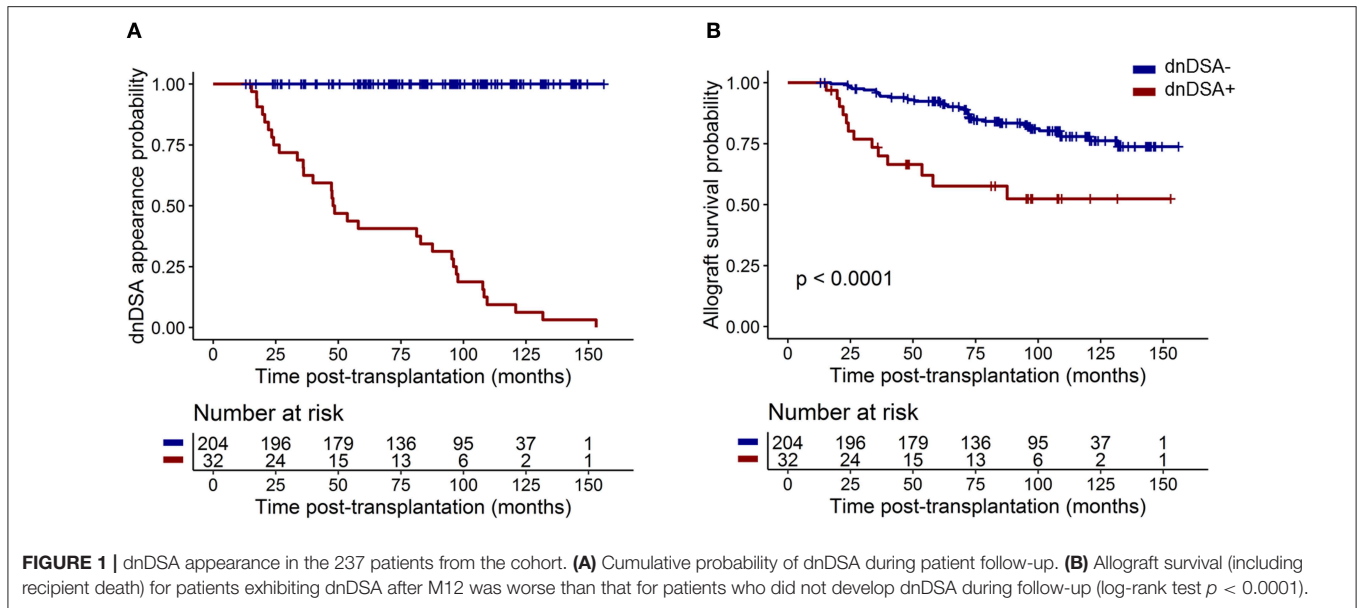 A
dnDSA appearance probability
1.00
0.75
0.50
0.25
0.00
0 25 50 75 100 125 150
Time post-transplantation (months)
Number at risk
204 196 179 136 95 37 1
32 24 15 13 6 2 1
0 25 50 75 100 125 150
Time post-transplantation (months)
B
dnDSA-
dnDSA+
Allograft survival probability
1.00
0.75
0.50
0.25
0.00
p < 0.0001
0 25 50 75 100 125 150
Time post-transplantation (months)
Number at risk
204 196 179 136 95 37 1
32 24 15 13 6 2 1
0 25 50 75 100 125 150
Time post-transplantation (months)
FIGURE 1 | dnDSA appearance in the 237 patients from the cohort. (A) Cumulative probability of dnDSA during patient follow-up. (B) Allograft survival (including
recipient death) for patients exhibiting dnDSA after M12 was worse than that for patients who did not develop dnDSA during follow-up (log-rank test p < 0.0001).